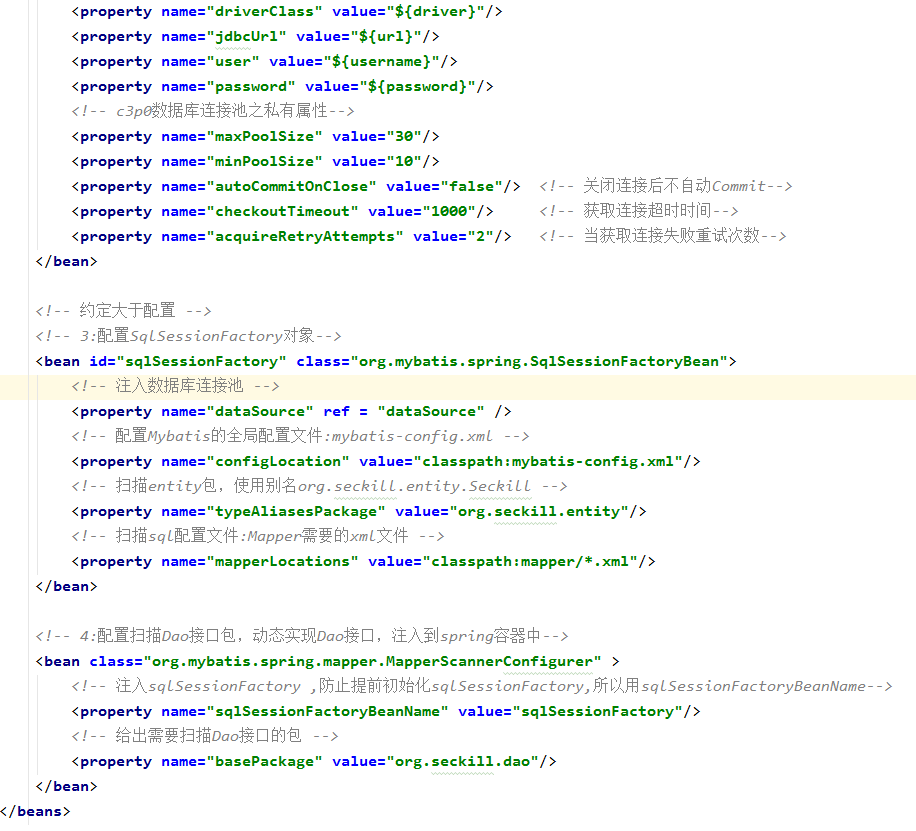 <property name="driverClass" value="${driver}"/>
<property name="jdbcUrl" value="${url}"/>
<property name="user" value="${username}"/>
<property name="password" value="${password}"/>
<!-- c3p0数据库连接池之私有属性-->
<property name="maxPoolSize" value="30"/>
<property name="minPoolSize" value="10"/>
<property name="autoCommitOnClose" value="false"/> <!-- 关闭连接后不自动Commit-->
<property name="checkoutTimeout" value="1000"/> <!-- 获取连接超时时间-->
<property name="acquireRetryAttempts" value="2"/> <!-- 当获取连接失败重试次数-->
</bean>
<!-- 约定大于配置 -->
<!-- 3:配置SqlSessionFactory对象-->
<bean id="sqlSessionFactory" class="org.mybatis.spring.SqlSessionFactoryBean">
<!-- 注入数据库连接池 -->
<property name="dataSource" ref = "dataSource" />
<!-- 配置Mybatis的全局配置文件:mybatis-config.xml -->
<property name="configLocation" value="classpath:mybatis-config.xml"/>
<!-- 扫描entity包，使用别名org.seckill.entity.Seckill -->
<property name="typeAliasesPackage" value="org.seckill.entity"/>
<!-- 扫描sql配置文件:Mapper需要的xml文件 -->
<property name="mapperLocations" value="classpath:mapper/*.xml"/>
</bean>
<!-- 4:配置扫描Dao接口包，动态实现Dao接口，注入到spring容器中-->
<bean class="org.mybatis.spring.mapper.MapperScannerConfigurer" >
<!-- 注入sqlSessionFactory ,防止提前初始化sqlSessionFactory,所以用sqlSessionFactoryBeanName-->
<property name="sqlSessionFactoryBeanName" value="sqlSessionFactory"/>
<!-- 给出需要扫描Dao接口的包 -->
<property name="basePackage" value="org.seckill.dao"/>
</bean>
</beans>